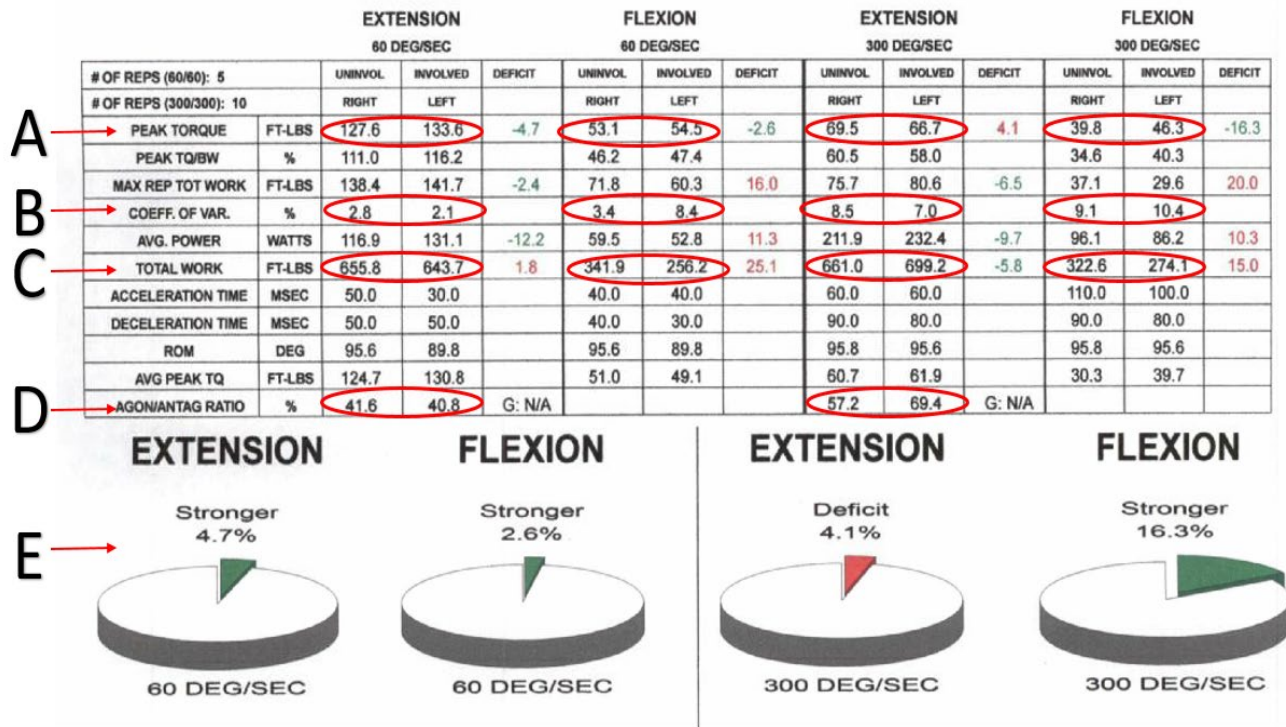 EXTENSION FLEXION EXTENSION FLEXION
60 DEG/SEC 60 DEG/SEC 300 DEG/SEC 300 DEG/SEC
# OF REPS (60/60): 5 UNINVOL INVOLVED DEFICIT UNINVOL INVOLVED DEFICIT UNINVOL INVOLVED DEFICIT UNINVOL INVOLVED DEFICIT
# OF REPS (300/300): 10 RIGHT LEFT RIGHT LEFT RIGHT LEFT RIGHT LEFT
A PEAK TORQUE FT-LBS 127.6 133.6 -4.7 53.1 54.5 -2.6 69.5 66.7 4.1 39.8 46.3 -16.3
PEAK TQ/BW % 111.0 116.2 46.2 47.4 60.5 58.0 34.6 40.3
MAX REP TOT WORK FT-LBS 138.4 141.7 -2.4 71.8 60.3 16.0 75.7 80.6 -6.5 37.1 29.6 20.0
B COEFF. OF VAR. % 2.8 2.1 3.4 8.4 8.5 7.0 9.1 10.4
AVG. POWER WATTS 116.9 131.1 -12.2 59.5 52.8 11.3 211.9 232.4 -9.7 96.1 86.2 10.3
C TOTAL WORK FT-LBS 655.8 643.7 1.8 341.9 256.2 25.1 661.0 699.2 -5.8 322.6 274.1 15.0
ACCELERATION TIME MSEC 50.0 30.0 40.0 40.0 60.0 60.0 110.0 100.0
DECELERATION TIME MSEC 50.0 50.0 40.0 30.0 90.0 80.0 90.0 80.0
ROM DEG 95.6 89.8 95.6 89.8 95.8 95.6 95.8 95.6
AVG PEAK TQ FT-LBS 124.7 130.8 51.0 49.1 60.7 61.9 30.3 39.7
D AGON/ANTAG RATIO % 41.6 40.8 G: N/A 57.2 69.4 G: N/A
EXTENSION FLEXION EXTENSION FLEXION
Stronger Stronger Deficit Stronger
4.7% 2.6% 4.1% 16.3%
E
60 DEG/SEC 60 DEG/SEC 300 DEG/SEC 300 DEG/SEC